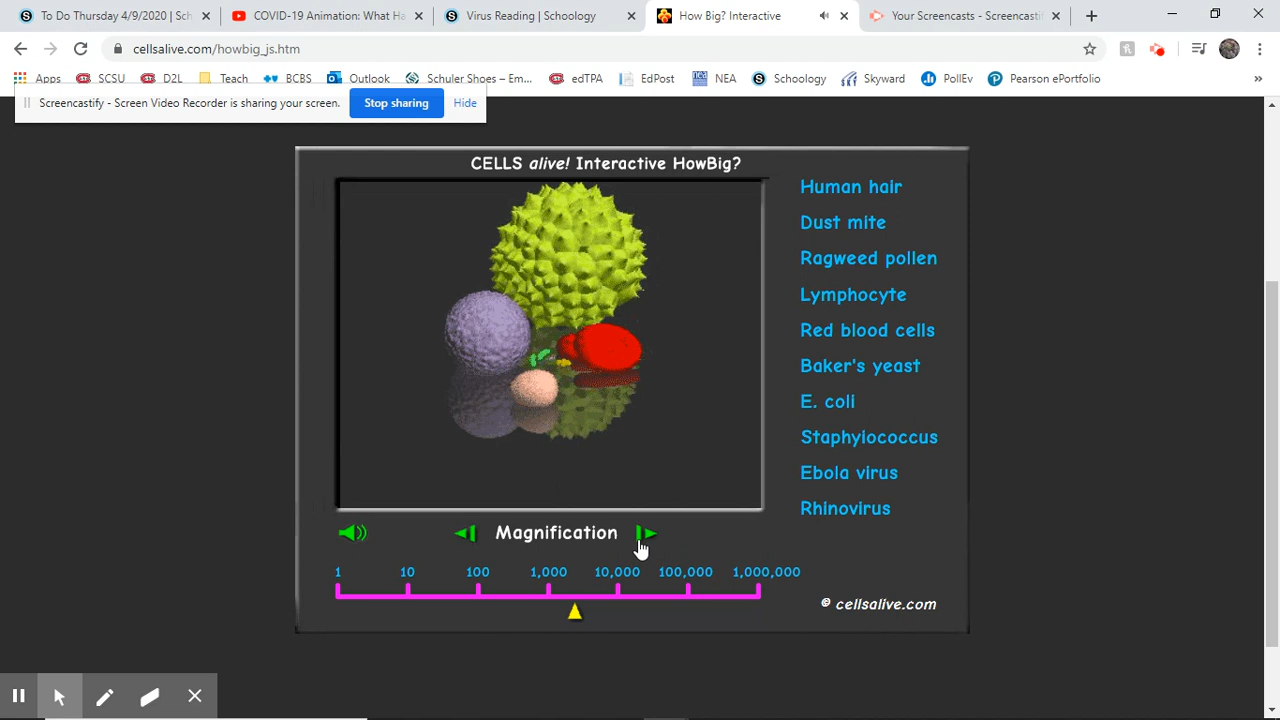 To Do Thursday 4/9/2020 | Sch
COVID-19 Animation: What Ha
Virus Reading | Schoology
How Big? Interactive
Your Screencasts - Screencastif
cellsalive.com/howbig_js.htm
Apps
SCSU
D2L
Teach
BCBS
Outlook
Schuler Shoes – Em...
edTPA
EdPost
NEA
Schoology
Skyward
PollEv
Pearson ePortfolio
Screencastify - Screen Video Recorder is sharing your screen.
Stop sharing
Hide
CELLS alive! Interactive HowBig?
Human hair
Dust mite
Ragweed pollen
Lymphocyte
Red blood cells
Baker's yeast
E. coli
Staphyiococcus
Ebola virus
Rhinovirus
Magnification
1 10 100 1,000 10,000 100,000 1,000,000
© cellsalive.com